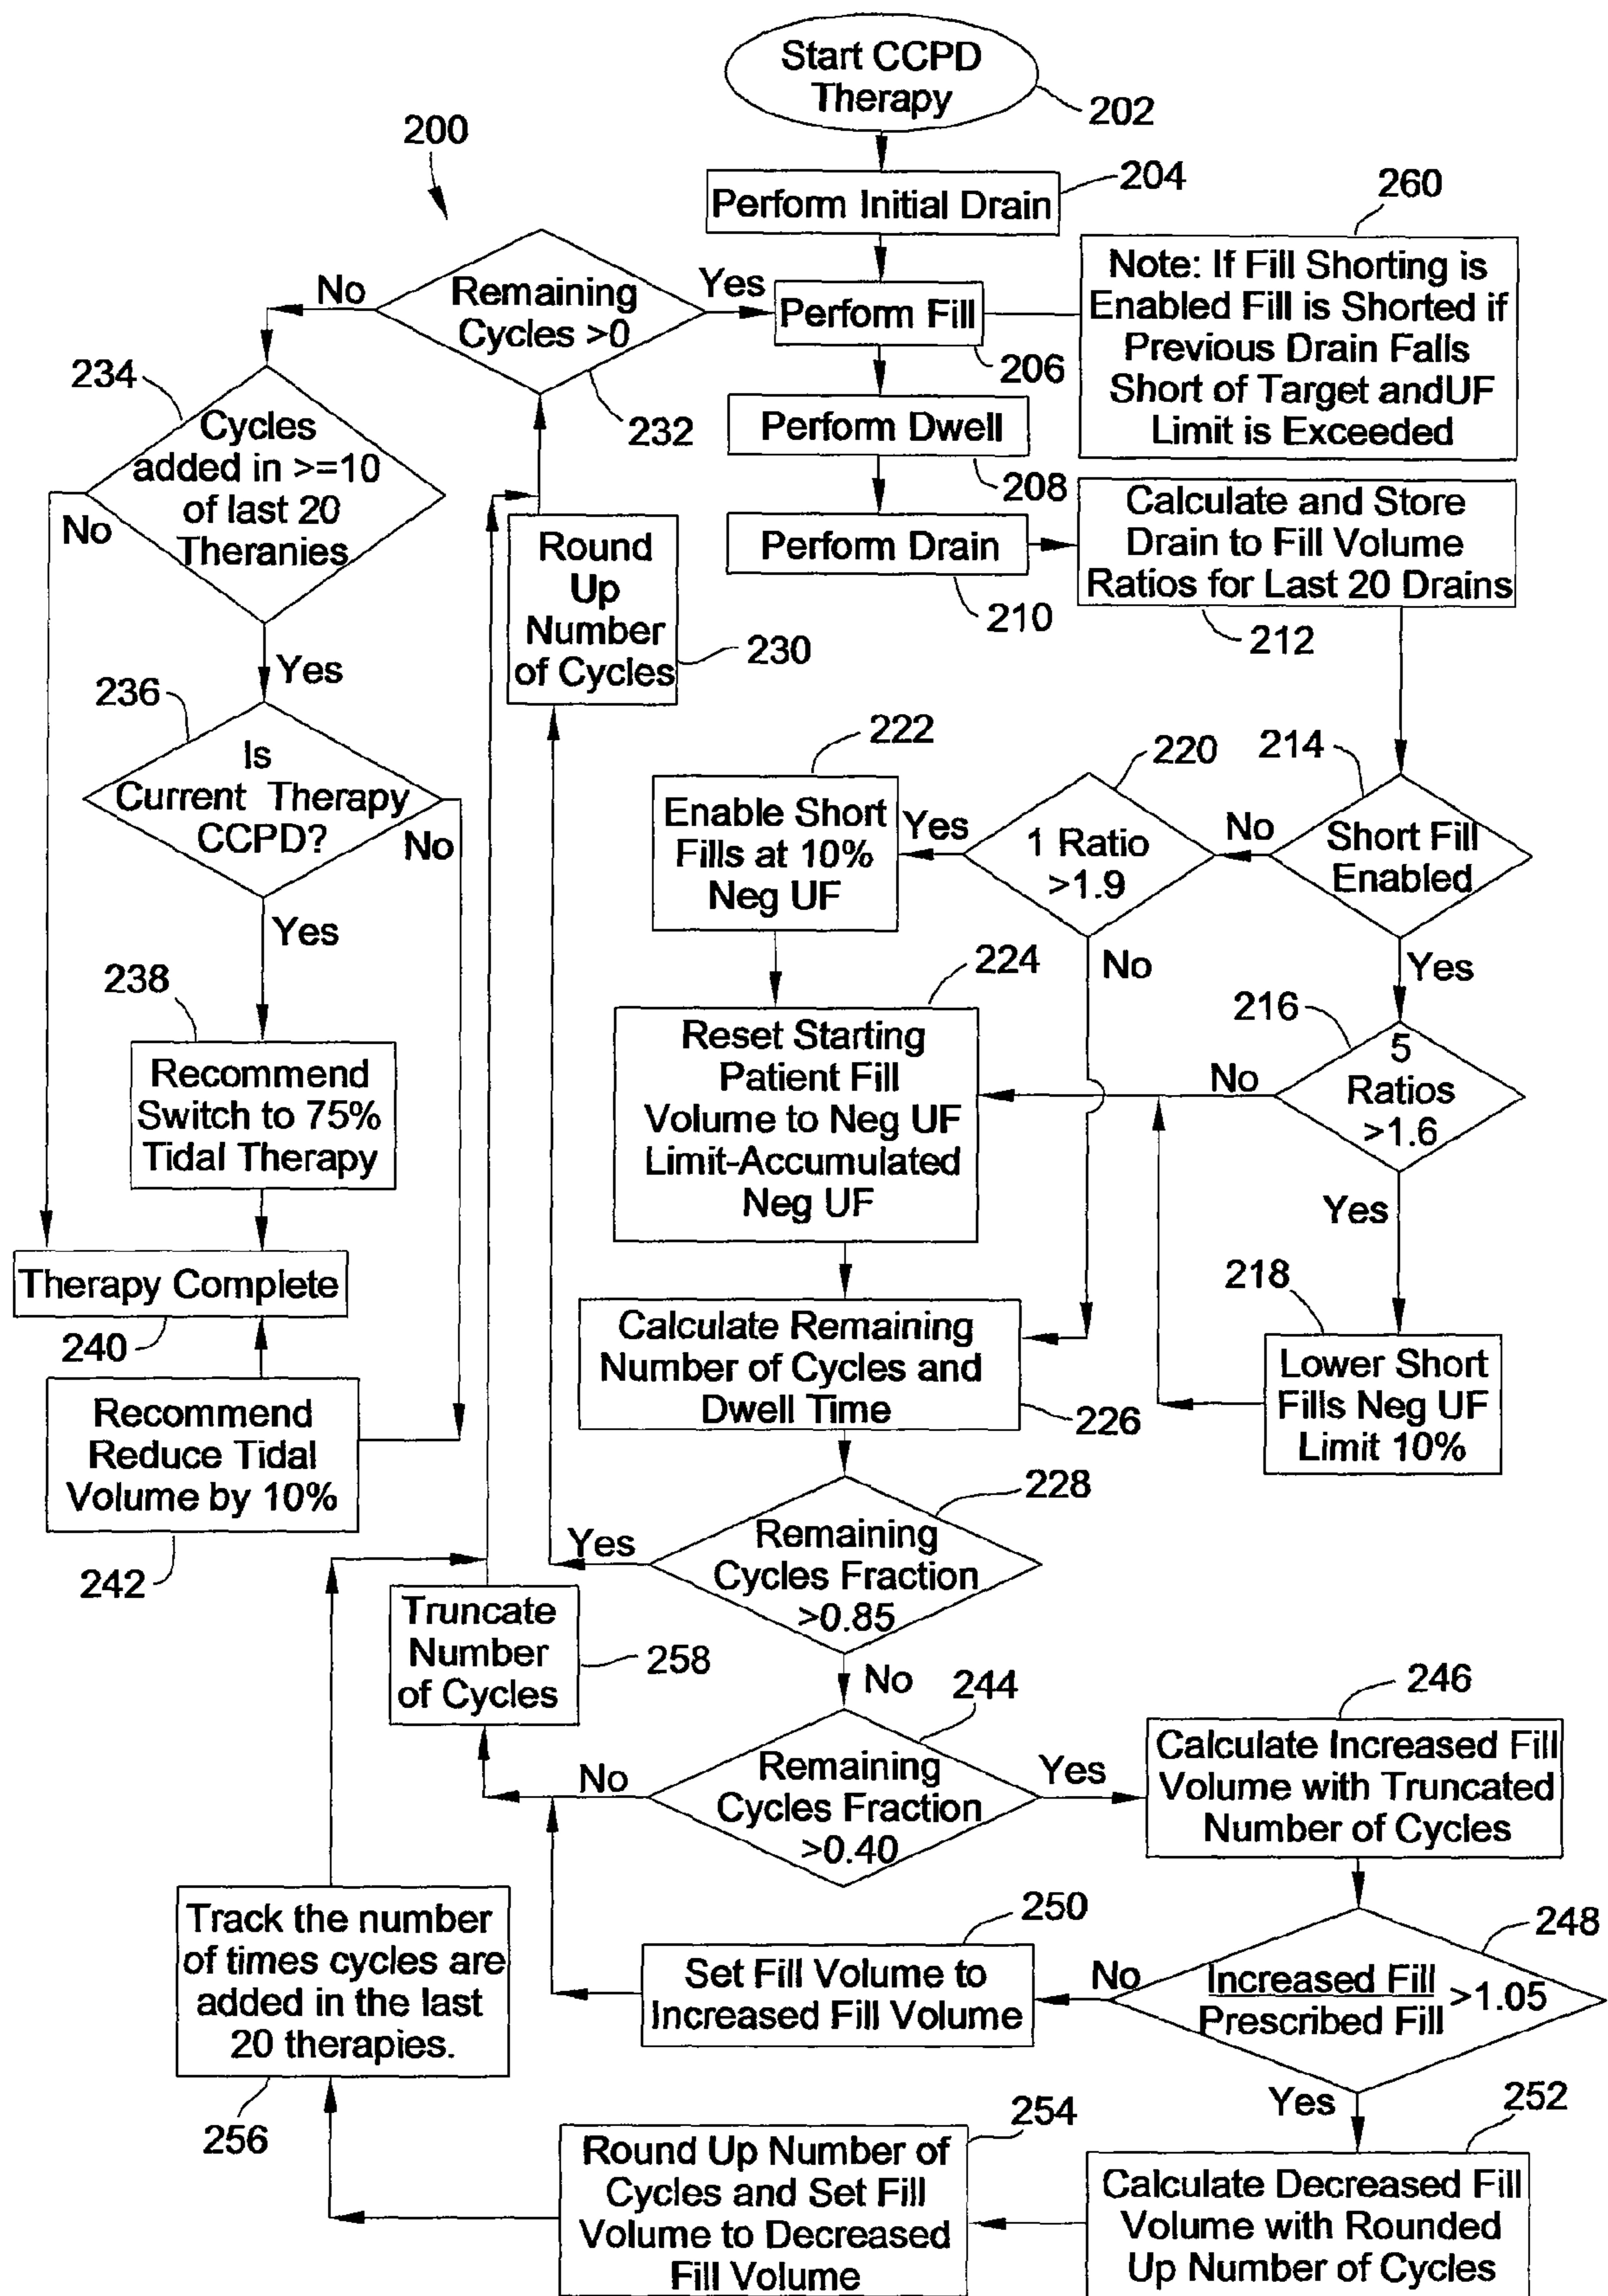 Start CCPD
Therapy
202
200
Perform Initial Drain
204
260
Note: If Fill Shorting is
Enabled Fill is Shorted if
Previous Drain Falls
Short of Target andUF
Limit is Exceeded
Remaining
Cycles >0
No
Yes
232
Perform Fill
206
Perform Dwell
208
Perform Drain
210
Calculate and Store
Drain to Fill Volume
Ratios for Last 20 Drains
212
234
Cycles
added in >=10
of last 20
Theranies
No
Yes
Round
Up
Number
of Cycles
230
236
Is
Current Therapy
CCPD?
No
Yes
222
Enable Short
Fills at 10%
Neg UF
Yes
220
1 Ratio
>1.9
No
No
214
Short Fill
Enabled
Yes
238
Recommend
Switch to 75%
Tidal Therapy
224
Reset Starting
Patient Fill
Volume to Neg UF
Limit-Accumulated
Neg UF
216
5
Ratios
>1.6
No
Yes
Therapy Complete
240
218
Lower Short
Fills Neg UF
Limit 10%
Calculate Remaining
Number of Cycles and
Dwell Time
226
Recommend
Reduce Tidal
Volume by 10%
242
228
Remaining
Cycles Fraction
>0.85
Yes
No
Truncate
Number
of Cycles
258
244
Remaining
Cycles Fraction
>0.40
No
Yes
246
Calculate Increased Fill
Volume with Truncated
Number of Cycles
Track the number
of times cycles are
added in the last
20 therapies.
256
250
Set Fill Volume to
Increased Fill Volume
No
248
Increased Fill
Prescribed Fill
>1.05
Yes
254
Round Up Number of
Cycles and Set Fill
Volume to Decreased
Fill Volume
252
Calculate Decreased Fill
Volume with Rounded
Up Number of Cycles